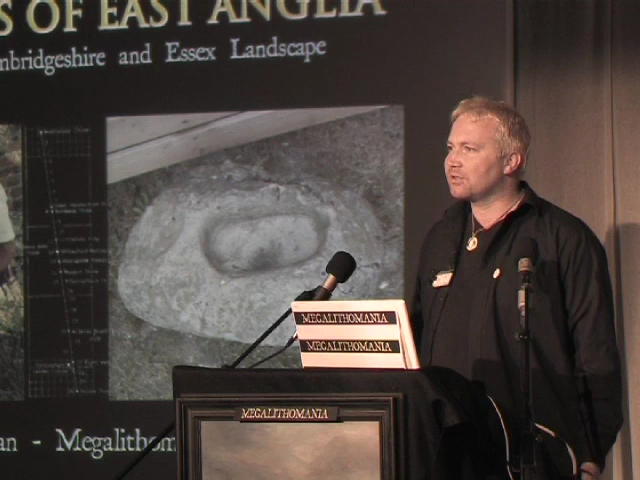 S OF EAST ANGLIA
mbridgeshire and Essex Landscape
MEGALITHOMANIA
MEGALITHOMANIA
MEGALITHOMANIA
an - Megalithom